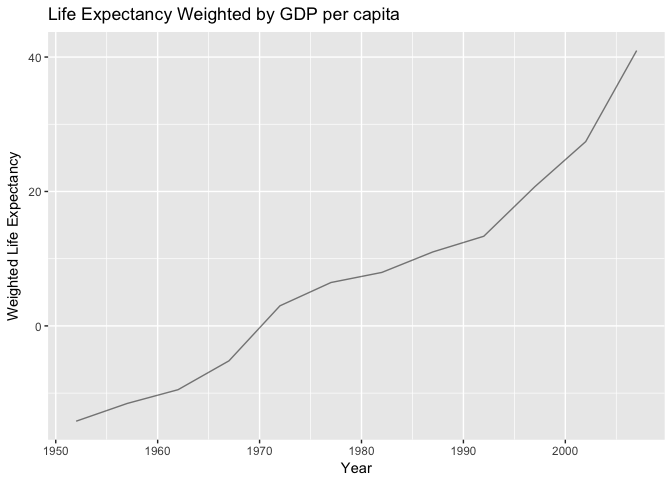 Life Expectancy Weighted by GDP per capita
40
20
0
Weighted Life Expectancy
1950 1960 1970 1980 1990 2000
Year